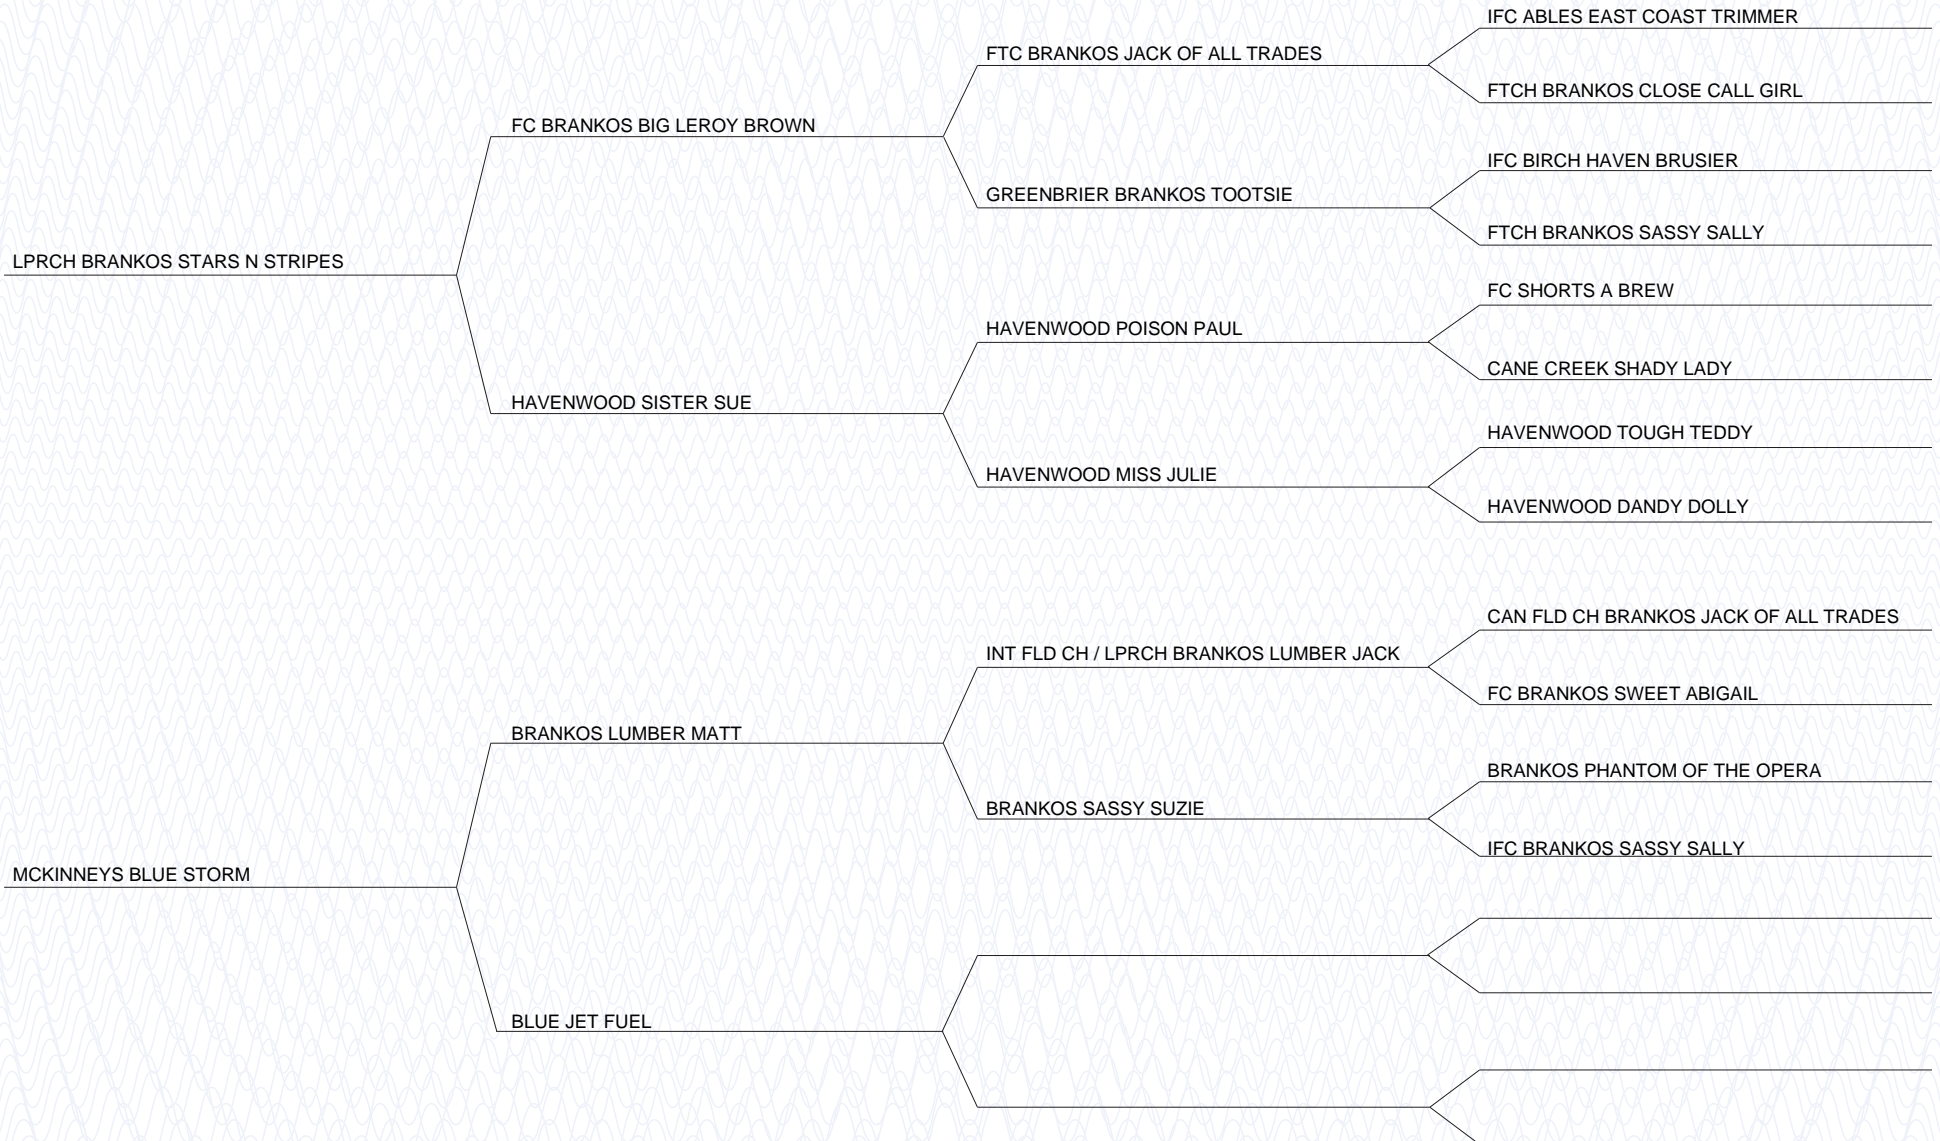 IFC ABLES EAST COAST TRIMMER
FTC BRANKOS JACK OF ALL TRADES
FTCH BRANKOS CLOSE CALL GIRL
FC BRANKOS BIG LEROY BROWN
IFC BIRCH HAVEN BRUSIER
GREENBRIER BRANKOS TOOTSIE
FTCH BRANKOS SASSY SALLY
LPRCH BRANKOS STARS N STRIPES
FC SHORTS A BREW
HAVENWOOD POISON PAUL
CANE CREEK SHADY LADY
HAVENWOOD SISTER SUE
HAVENWOOD TOUGH TEDDY
HAVENWOOD MISS JULIE
HAVENWOOD DANDY DOLLY
CAN FLD CH BRANKOS JACK OF ALL TRADES
INT FLD CH / LPRCH BRANKOS LUMBER JACK
FC BRANKOS SWEET ABIGAIL
BRANKOS LUMBER MATT
BRANKOS PHANTOM OF THE OPERA
BRANKOS SASSY SUZIE
IFC BRANKOS SASSY SALLY
MCKINNEYS BLUE STORM
BLUE JET FUEL